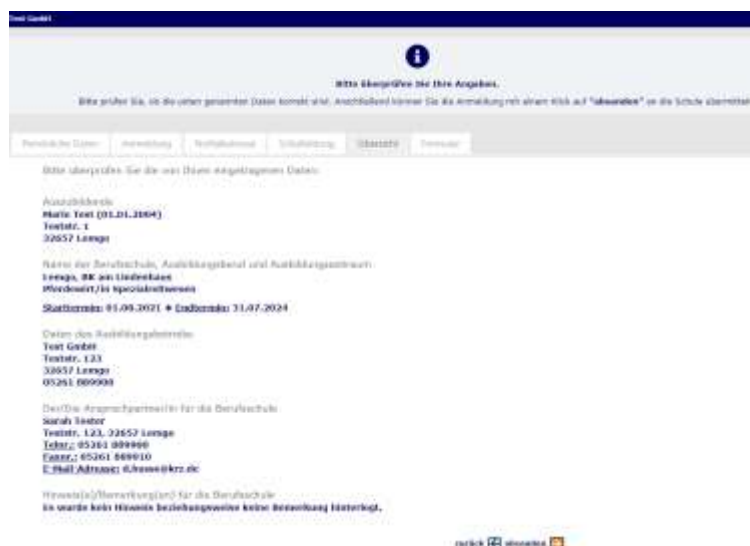 Test GmbH
Bitte überprüfen Sie Ihre Angaben.
Bitte prüfen Sie, ob die unten genannten Daten korrekt sind. Anschließend können Sie die Anmeldung mit einem Klick auf "absenden" an die Schule übermitteln
Persönliche Daten Anmeldung Schulbildung Übersicht Formular
Bitte überprüfen Sie die von Ihnen eingetragenen Daten:
Auszubildende
Marie Test (01.01.2004)
Teststr. 1
32657 Lemgo
Name der Berufsschule, Ausbildungsberuf und Ausbildungszeitraum
Lemgo, BK am Lindenhaus
Pferdewirt/in Spezialreitwesen
Starttermin: 01.08.2021 + Endtermin: 31.07.2024
Daten des Ausbildungsbetriebs
Test GmbH
Teststr. 123
32657 Lemgo
05261 889900
Der/Die Ansprechpartner/in für die Berufsschule
Sarah Tester
Teststr. 123, 32657 Lemgo
Telnr.: 05261 889900
Faxnr.: 05261 889910
E-Mail Adresse:
Hinweis(e)/Bemerkung(en) für die Berufsschule
Es wurde kein Hinweis beziehungsweise keine Bemerkung hinterlegt.
zurück absenden